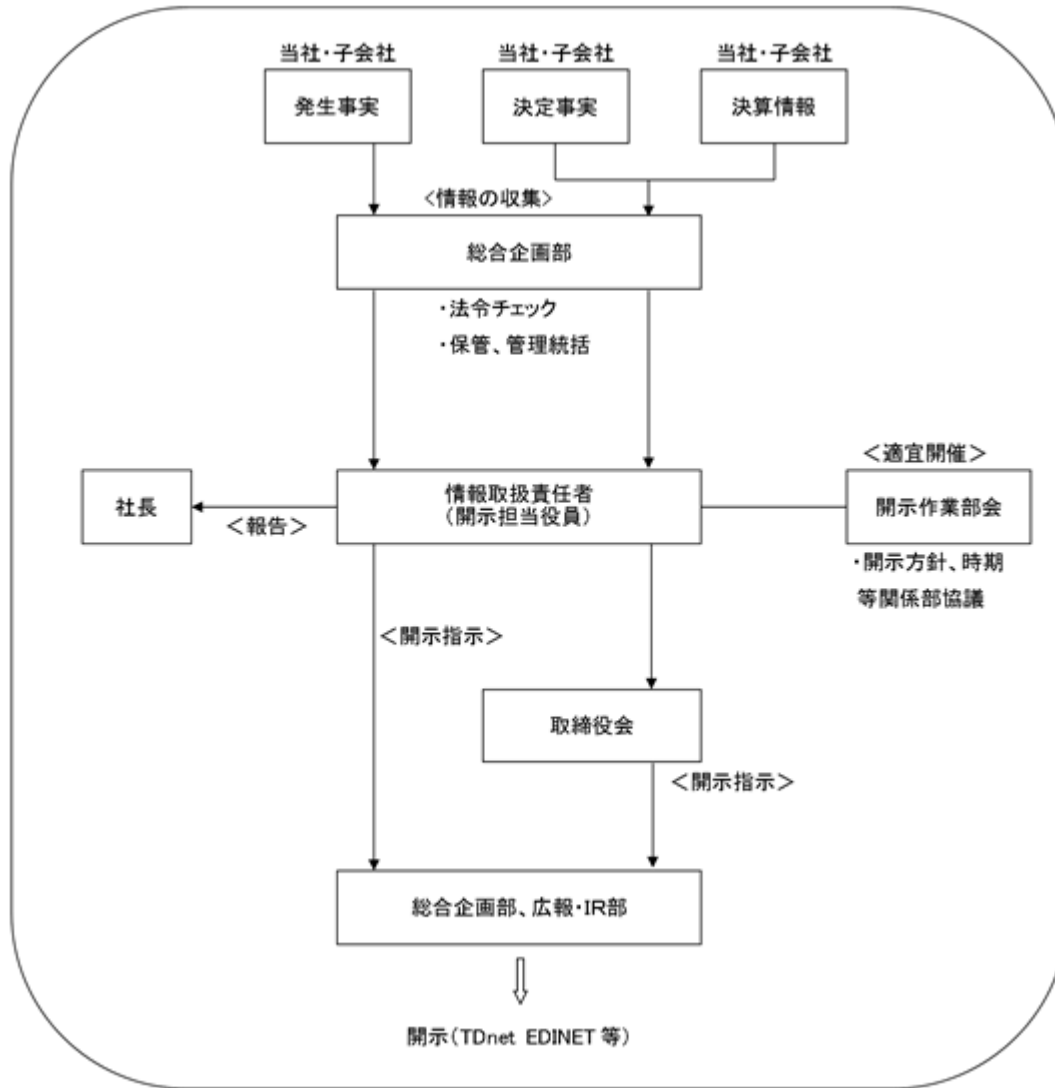 当社・子会社
当社・子会社
当社・子会社
発生事実
決定事実
決算情報
<情報の収集>
総合企画部
・法令チェック
・保管、管理統括
<適宜開催>
社長
情報取扱責任者
(開示担当役員)
開示作業部会
<報告>
・開示方針、時期
等関係部協議
<開示指示>
取締役会
<開示指示>
総合企画部、広報・IR部
開示(TDnet EDINET 等)